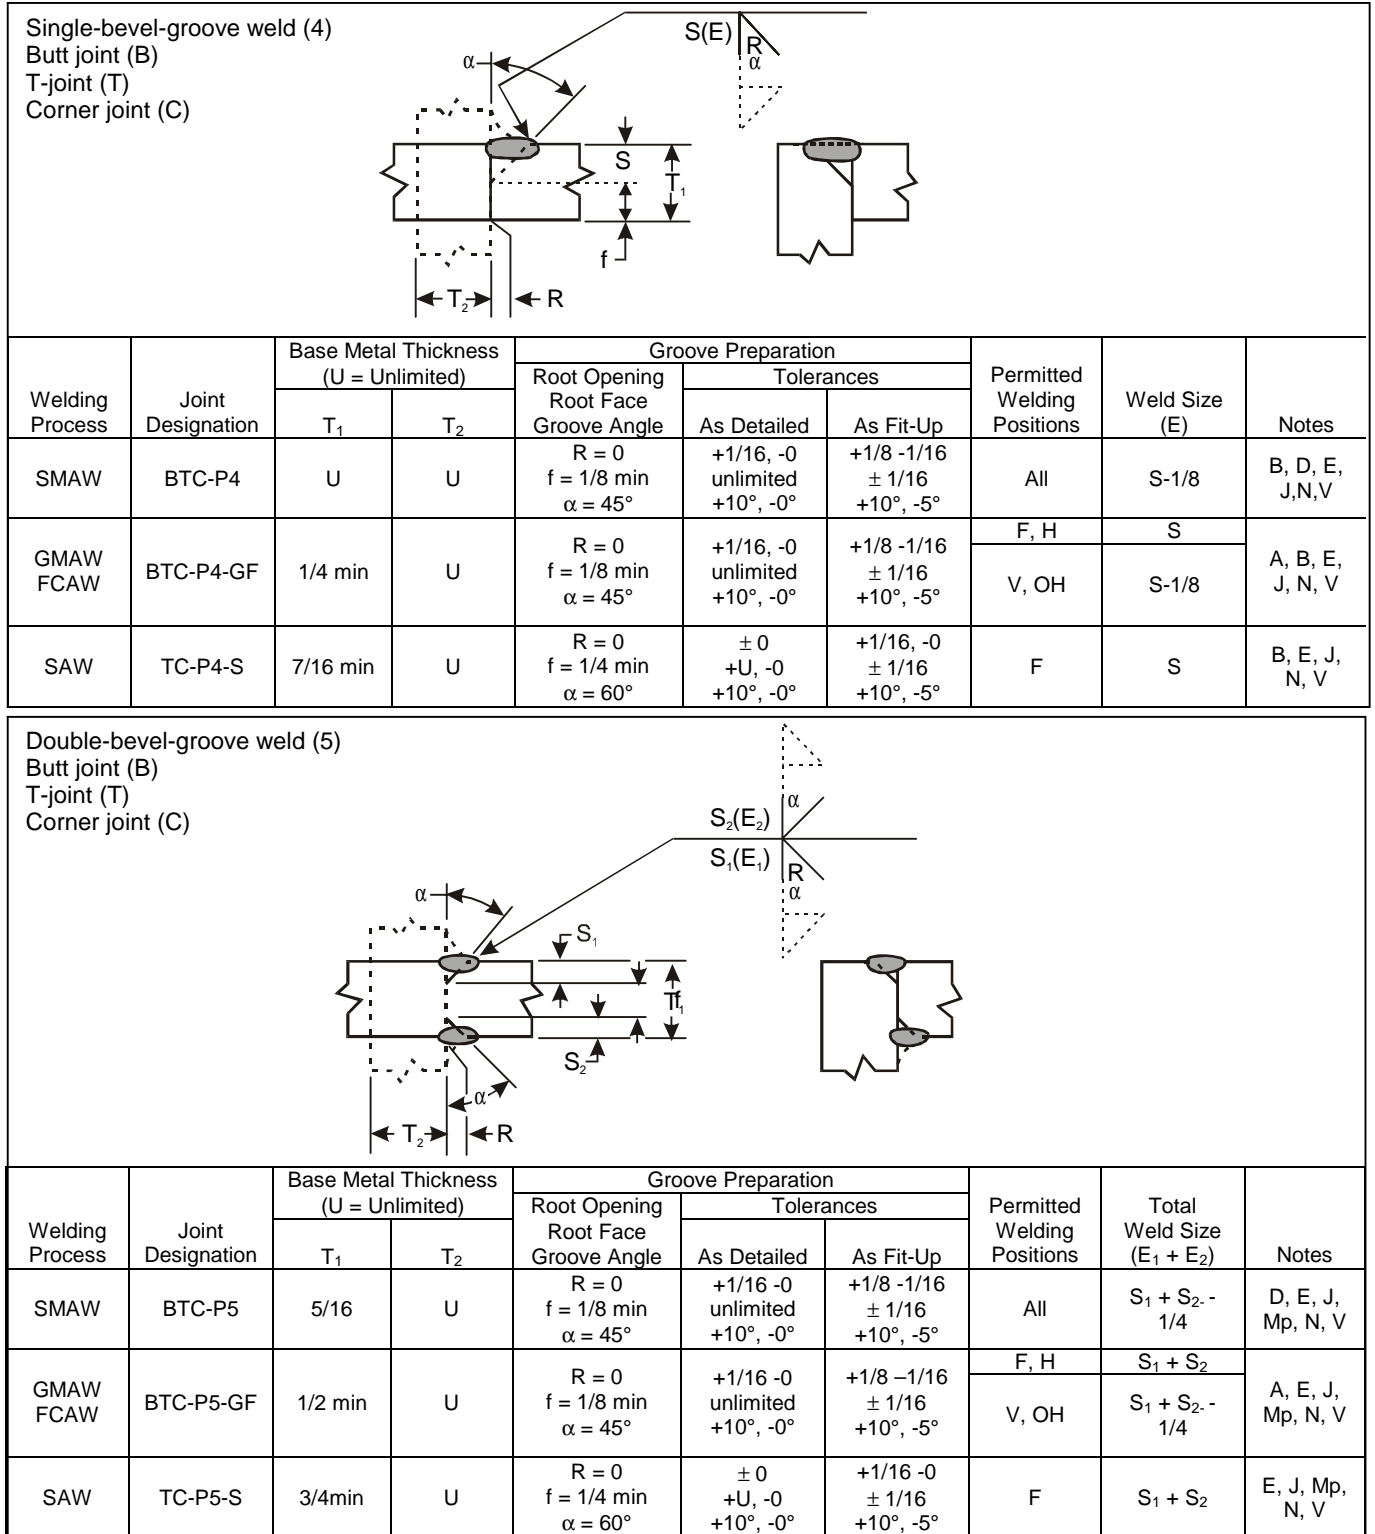 Single-bevel-groove weld (4)
Butt joint (B)
T-joint (T)
Corner joint (C)
S(E)
R
α
α
S
T₁
f
T₂
R
Welding Process | Joint Designation | Base Metal Thickness (U = Unlimited) | Groove Preparation | Permitted Welding Positions | Weld Size (E) | Notes
T₁ | T₂ | Root Opening Root Face Groove Angle | Tolerances
As Detailed | As Fit-Up
SMAW | BTC-P4 | U | U | R = 0 | +1/16, -0 | +1/8 -1/16 | All | S-1/8 | B, D, E,
f = 1/8 min | unlimited | ± 1/16 | J,N,V
α = 45° | +10°, -0° | +10°, -5°
GMAW FCAW | BTC-P4-GF | 1/4 min | U | R = 0 | +1/16, -0 | +1/8 -1/16 | F, H | S | A, B, E,
f = 1/8 min | unlimited | ± 1/16 | V, OH | S-1/8 | J, N, V
α = 45° | +10°, -0° | +10°, -5°
SAW | TC-P4-S | 7/16 min | U | R = 0 | ± 0 | +1/16, -0 | F | S | B, E, J,
f = 1/4 min | +U, -0 | ± 1/16 | N, V
α = 60° | +10°, -0° | +10°, -5°
Double-bevel-groove weld (5)
Butt joint (B)
T-joint (T)
Corner joint (C)
α
S₂(E₂)
S₁(E₁)
R
α
α
S₁
T₁
f
S₂
α
T₂
R
Welding Process | Joint Designation | Base Metal Thickness (U = Unlimited) | Groove Preparation | Permitted Welding Positions | Total Weld Size (E₁ + E₂) | Notes
T₁ | T₂ | Root Opening Root Face Groove Angle | Tolerances
As Detailed | As Fit-Up
SMAW | BTC-P5 | 5/16 | U | R = 0 | +1/16 -0 | +1/8 -1/16 | All | S₁ + S₂- - 1/4 | D, E, J,
f = 1/8 min | unlimited | ± 1/16 | Mp, N, V
α = 45° | +10°, -0° | +10°, -5°
GMAW FCAW | BTC-P5-GF | 1/2 min | U | R = 0 | +1/16 -0 | +1/8 –1/16 | F, H | S₁ + S₂ | A, E, J,
f = 1/8 min | unlimited | ± 1/16 | V, OH | S₁ + S₂- - 1/4 | Mp, N, V
α = 45° | +10°, -0° | +10°, -5°
SAW | TC-P5-S | 3/4min | U | R = 0 | ± 0 | +1/16 -0 | F | S₁ + S₂ | E, J, Mp,
f = 1/4 min | +U, -0 | ± 1/16 | N, V
α = 60° | +10°, -0° | +10°, -5°